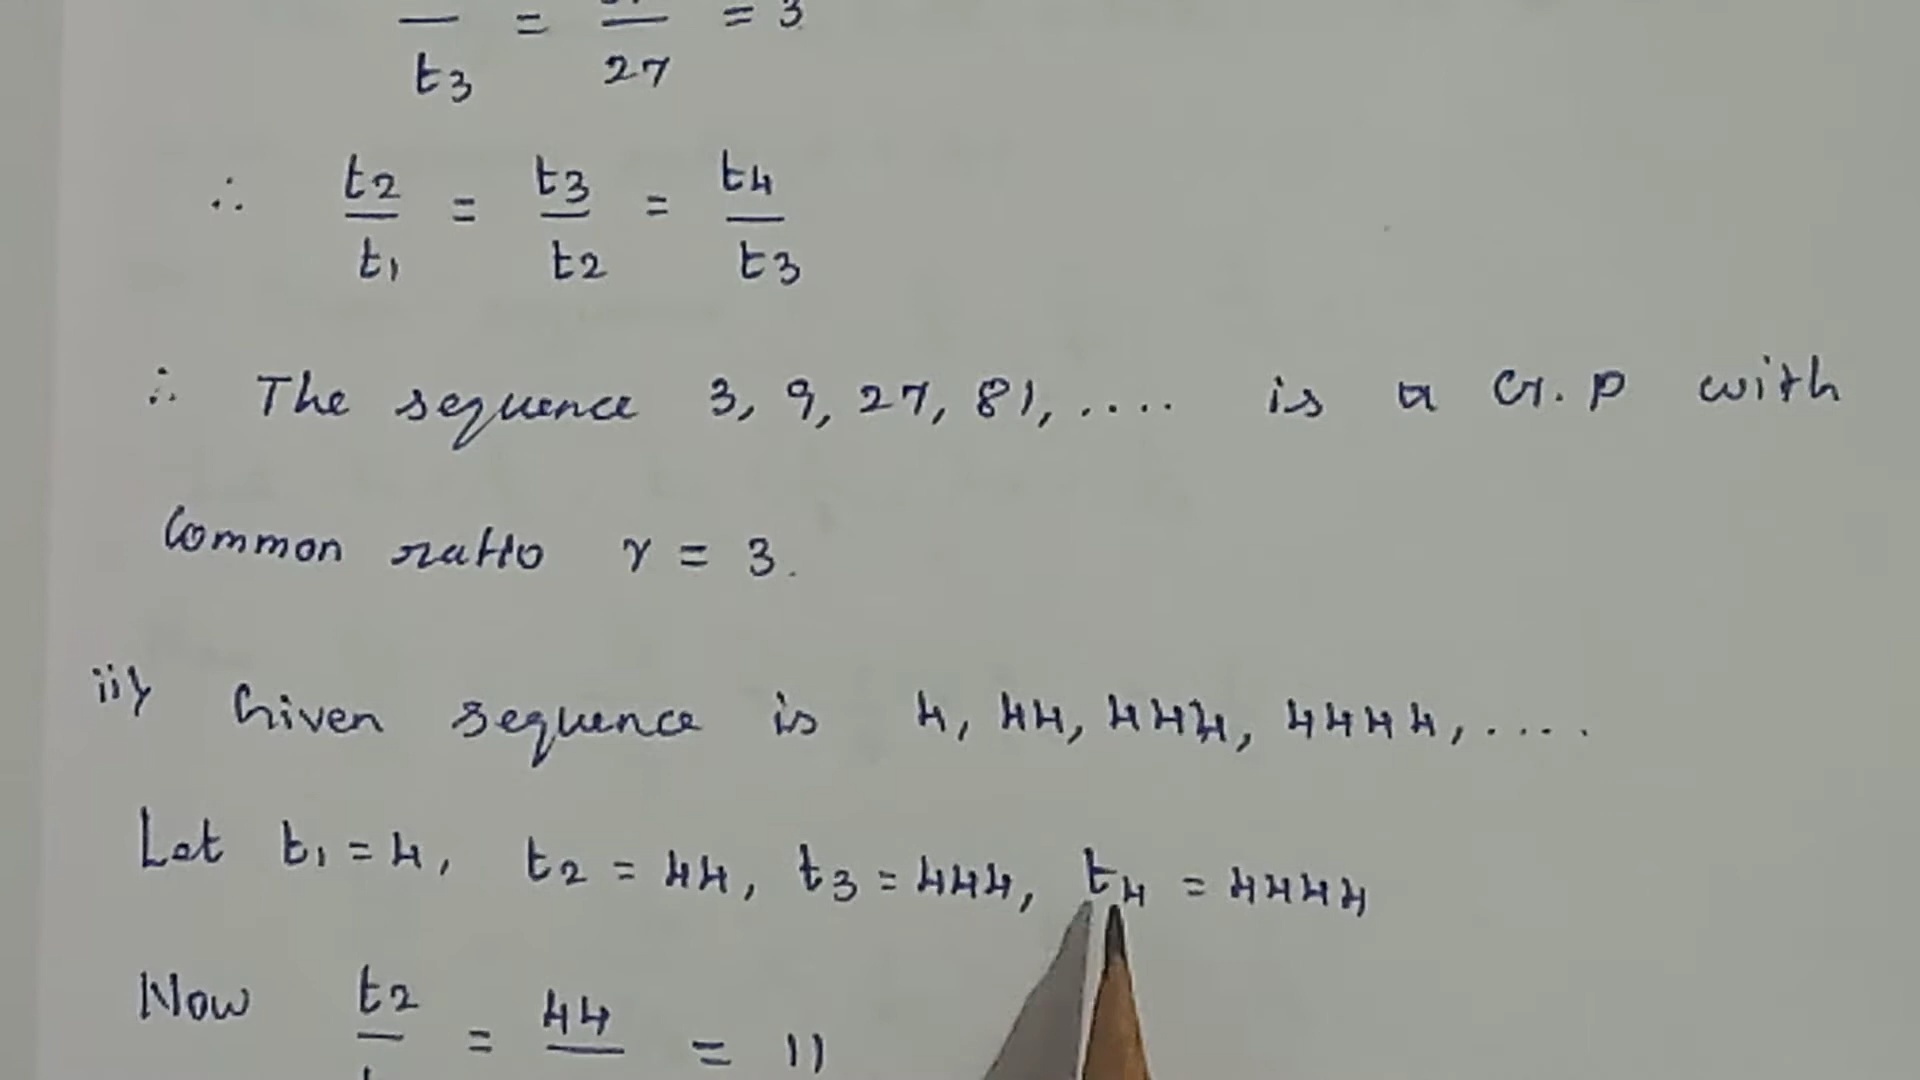 — = — = 3
t3 27
∴ t2/t1 = t3/t2 = t4/t3
∴ The sequence 3, 9, 27, 81, .... is a G.P with
Common ratio r = 3.
ii) Given sequence is 4, 44, 444, 4444, ....
Let t1 = 4, t2 = 44, t3 = 444, t4 = 4444
Now t2/ = 44/ = 11